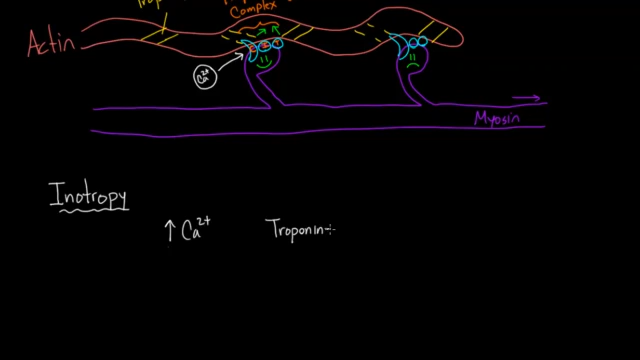 Complex
Actin
Ca2+
Myosin
Inotropy
↑ Ca2+ Troponin-